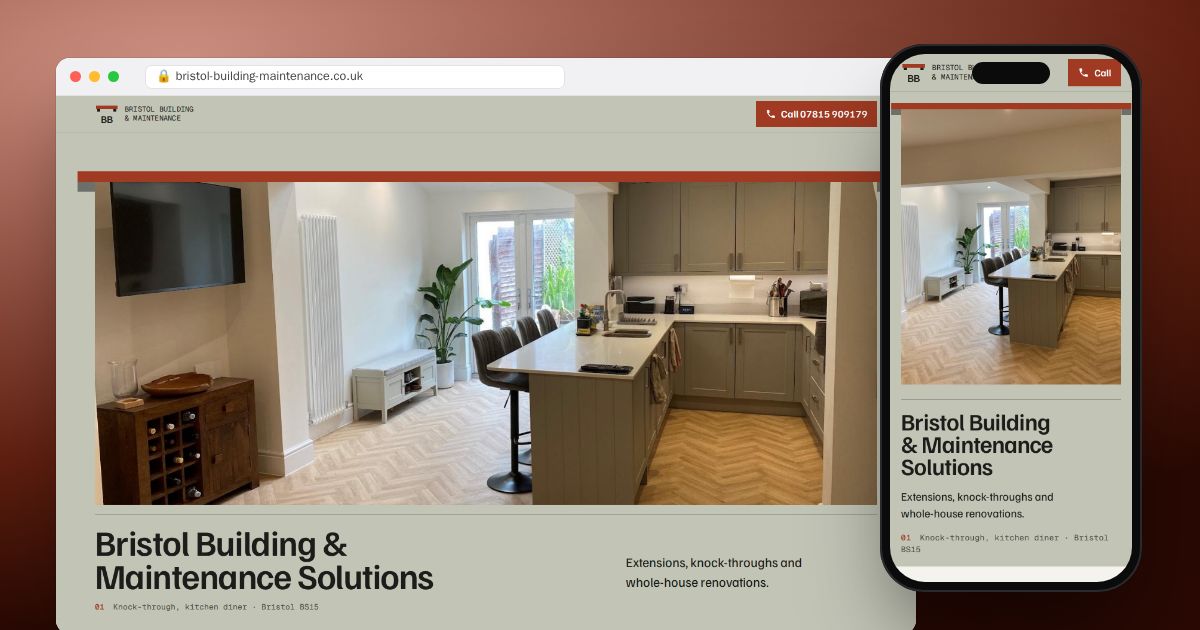 bristol-building-maintenance.co.uk
BB
BRISTOL BUILDING
& MAINTENANCE
Call 07815 909179
Bristol Building &
Maintenance Solutions
Extensions, knock-throughs and
whole-house renovations.
01 Knock-through, kitchen diner · Bristol BS15
BB
BRISTOL B
& MAINTEN
Call
Bristol Building
& Maintenance
Solutions
Extensions, knock-throughs and
whole-house renovations.
01 Knock-through, kitchen diner · Bristol
BS15